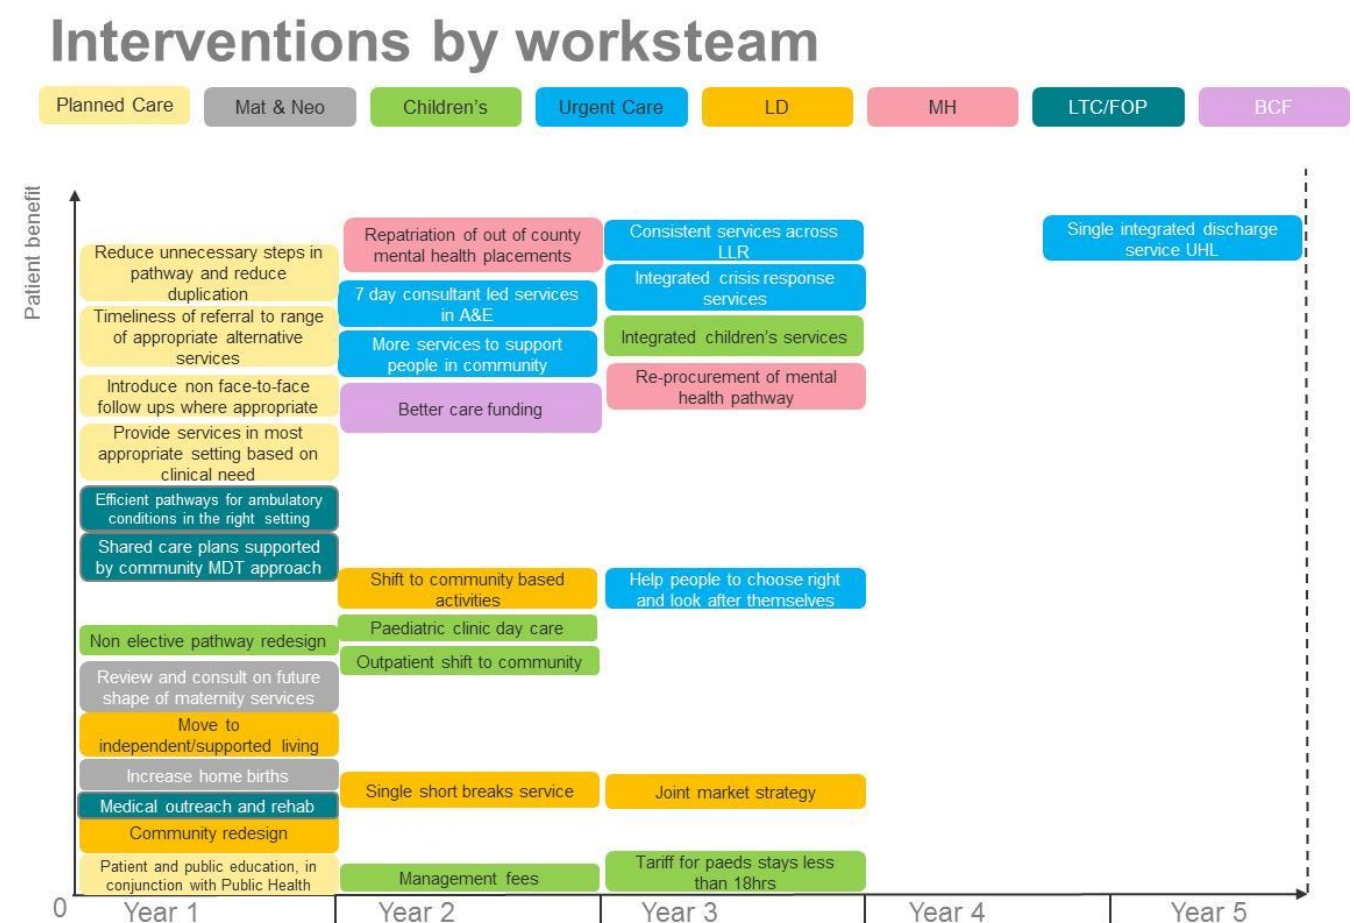 Interventions by worksteam
Planned Care
Mat & Neo
Children's
Urgent Care
LD
MH
LTC/FOP
BCF
Patient benefit
Reduce unnecessary steps in
pathway and reduce
duplication
Timeliness of referral to range
of appropriate alternative
services
Introduce non face-to-face
follow ups where appropriate
Provide services in most
appropriate setting based on
clinical need
Efficient pathways for ambulatory
conditions in the right setting
Shared care plans supported
by community MDT approach
Non elective pathway redesign
Review and consult on future
shape of maternity services
Move to
independent/supported living
Increase home births
Medical outreach and rehab
Community redesign
Patient and public education, in
conjunction with Public Health
Repatriation of out of county
mental health placements
7 day consultant led services
in A&E
More services to support
people in community
Better care funding
Shift to community based
activities
Paediatric clinic day care
Outpatient shift to community
Single short breaks service
Management fees
Consistent services across
LLR
Integrated crisis response
services
Integrated children's services
Re-procurement of mental
health pathway
Help people to choose right
and look after themselves
Joint market strategy
Tariff for paeds stays less
than 18hrs
Single integrated discharge
service UHL
0
Year 1
Year 2
Year 3
Year 4
Year 5